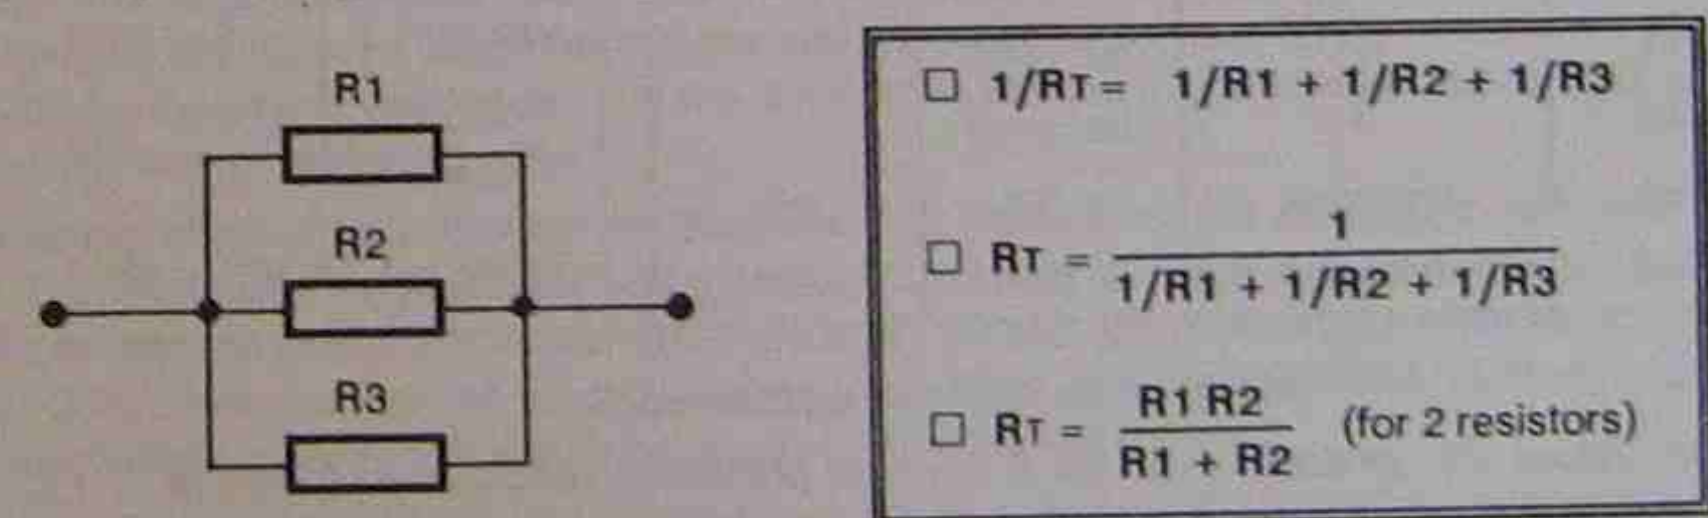 R1
R2
R3
☐ 1/RT = 1/R1 + 1/R2 + 1/R3
☐ RT = 1 / (1/R1 + 1/R2 + 1/R3)
☐ RT = R1 R2 / (R1 + R2) (for 2 resistors)